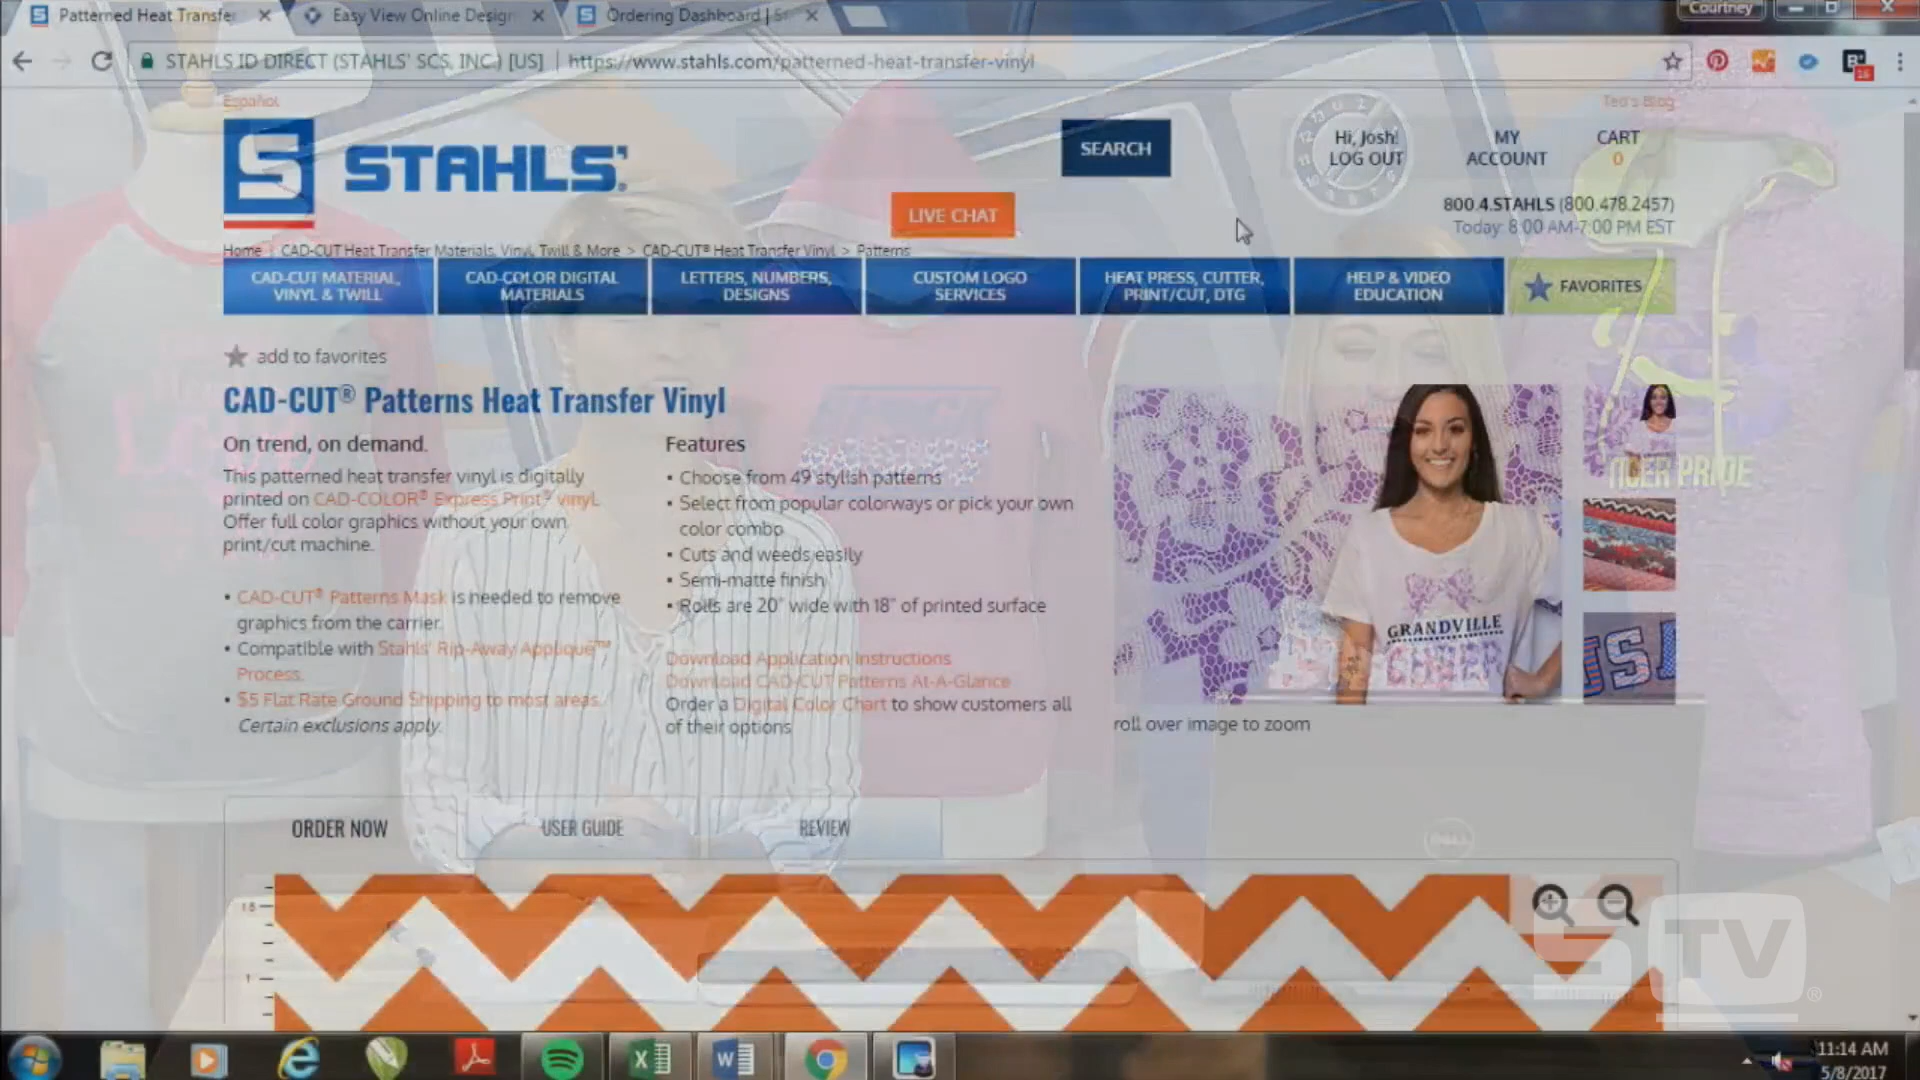 Patterned Heat Transfer
Easy View Online Design
Ordering Dashboard | S
Courtney
STAHLS ID DIRECT (STAHLS' SCS, INC.) [US]
https://www.stahls.com/patterned-heat-transfer-vinyl
B
16
Español
Ted's Blog
S STAHLS'
SEARCH
Hi, Josh!
LOG OUT
MY
ACCOUNT
CART
0
LIVE CHAT
800.4.STAHLS (800.478.2457)
Today: 8:00 AM-7:00 PM EST
Home | CAD-CUT Heat Transfer Materials, Vinyl, Twill & More > CAD-CUT® Heat Transfer Vinyl > Patterns
CAD-CUT MATERIAL,
VINYL & TWILL
CAD-COLOR DIGITAL
MATERIALS
LETTERS, NUMBERS,
DESIGNS
CUSTOM LOGO
SERVICES
HEAT PRESS, CUTTER,
PRINT/CUT, DTG
HELP & VIDEO
EDUCATION
FAVORITES
add to favorites
CAD-CUT® Patterns Heat Transfer Vinyl
On trend, on demand.
This patterned heat transfer vinyl is digitally
printed on CAD-COLOR® Express Print™ vinyl.
Offer full color graphics without your own
print/cut machine.
• CAD-CUT® Patterns Mask is needed to remove
graphics from the carrier.
• Compatible with Stahls' Rip-Away Applique™
Process.
• $5 Flat Rate Ground Shipping to most areas.
Certain exclusions apply.
Features
• Choose from 49 stylish patterns
• Select from popular colorways or pick your own
color combo
• Cuts and weeds easily
• Semi-matte finish
• Rolls are 20" wide with 18" of printed surface
Download Application Instructions
Download CAD-CUT Patterns At-A-Glance
Order a Digital Color Chart to show customers all
of their options
GRANDVILLE
TIGER PRIDE
USA
roll over image to zoom
DELL
ORDER NOW
USER GUIDE
REVIEW
18
1
S TV®
11:14 AM
5/8/2017